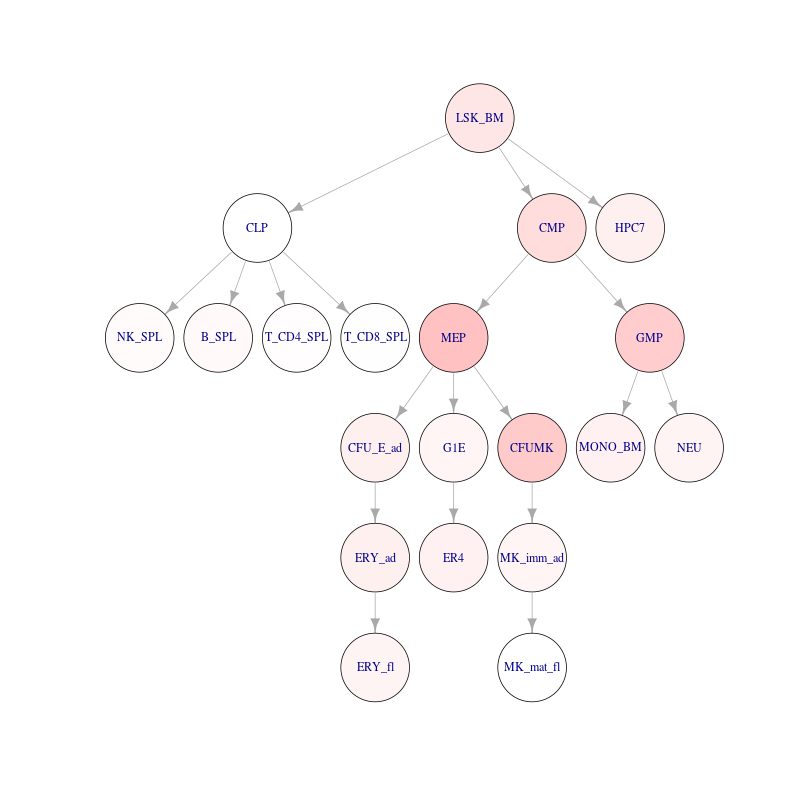 LSK_BM
CLP
CMP
HPC7
NK_SPL
B_SPL
T_CD4_SPL
T_CD8_SPL
MEP
GMP
CFU_E_ad
G1E
CFUMK
MONO_BM
NEU
ERY_ad
ER4
MK_imm_ad
ERY_fl
MK_mat_fl